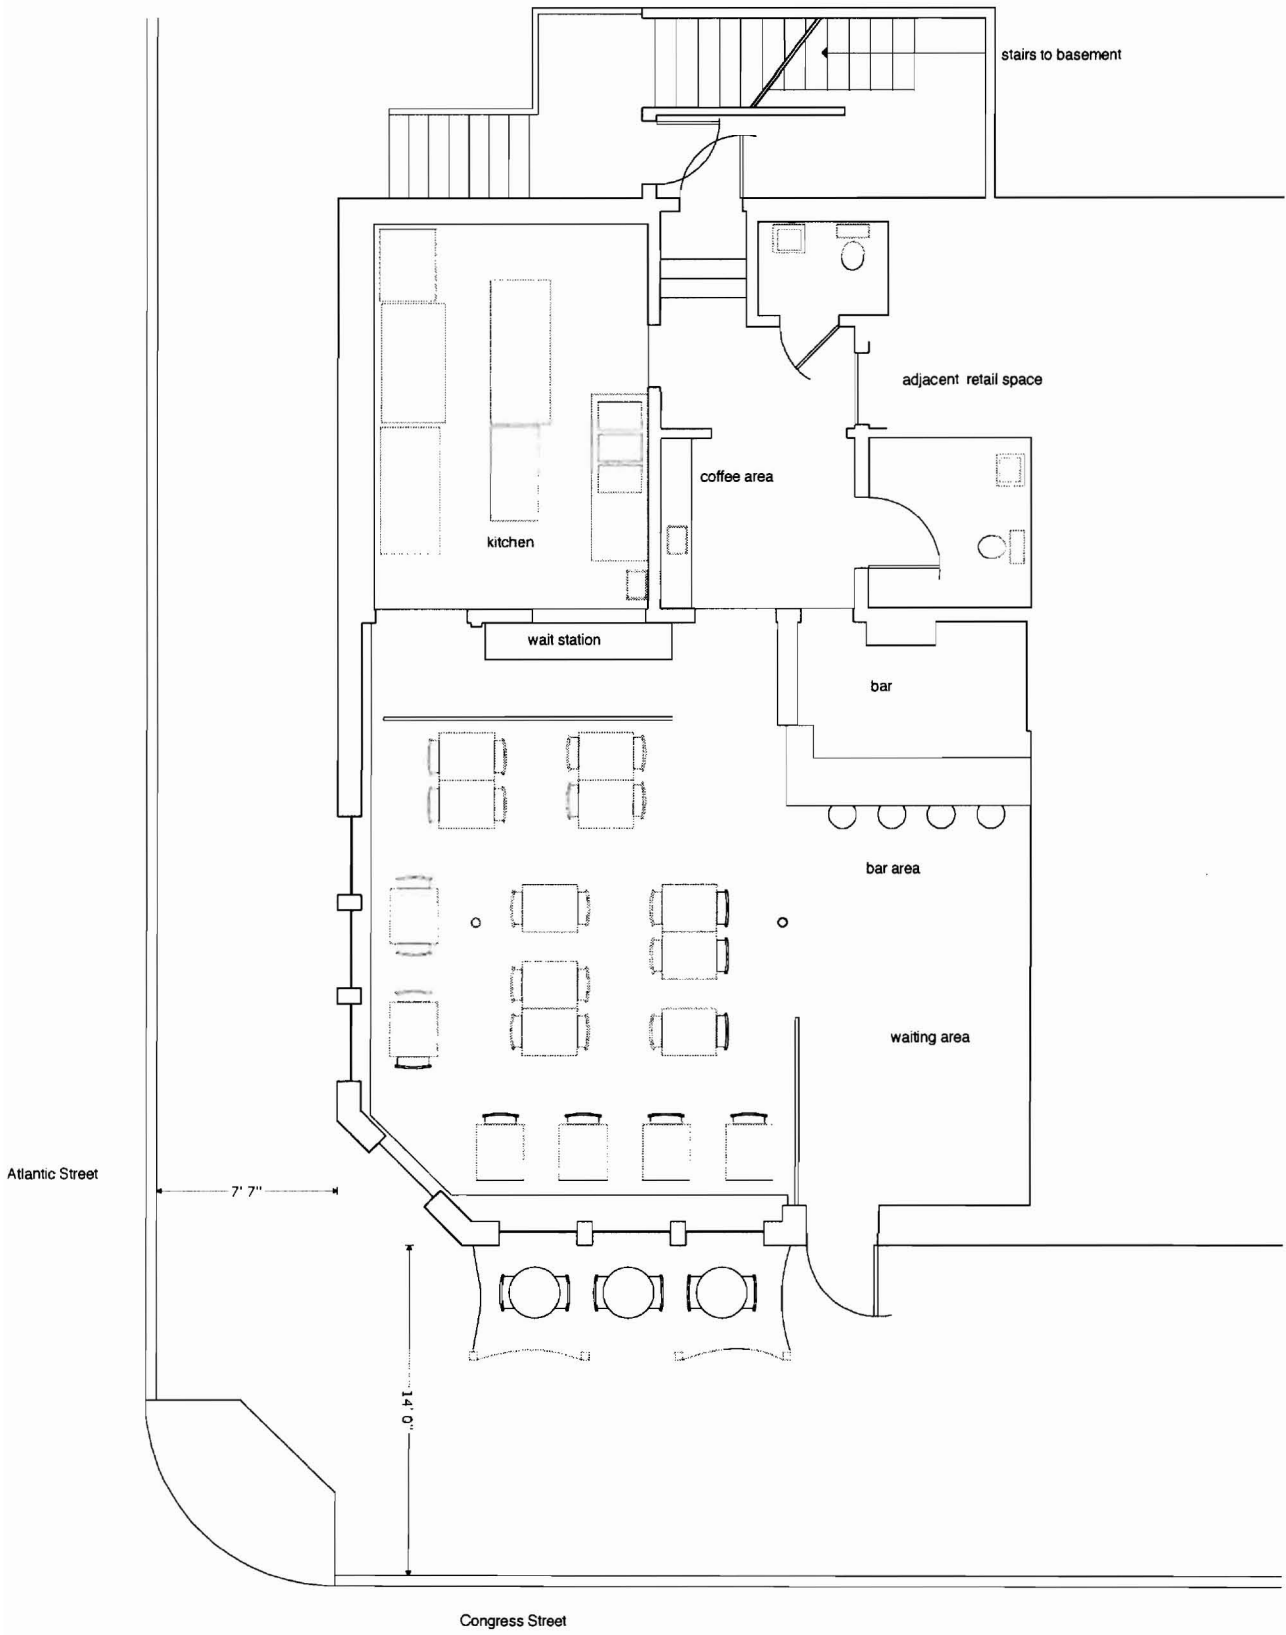 stairs to basement
adjacent retail space
coffee area
kitchen
wait station
bar
bar area
waiting area
Atlantic Street
7' 7"
14' 0"
Congress Street